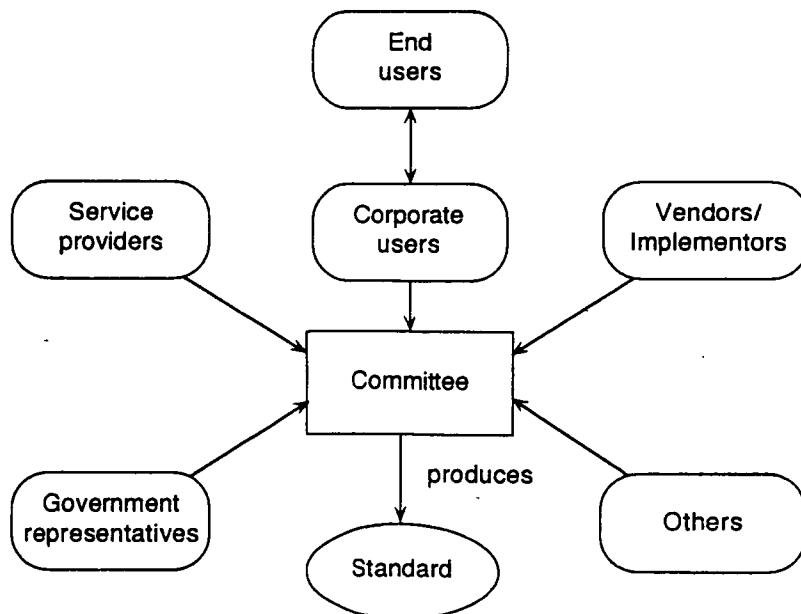 End
users
Service
providers
Corporate
users
Vendors/
Implementors
Committee
produces
Government
representatives
Others
Standard